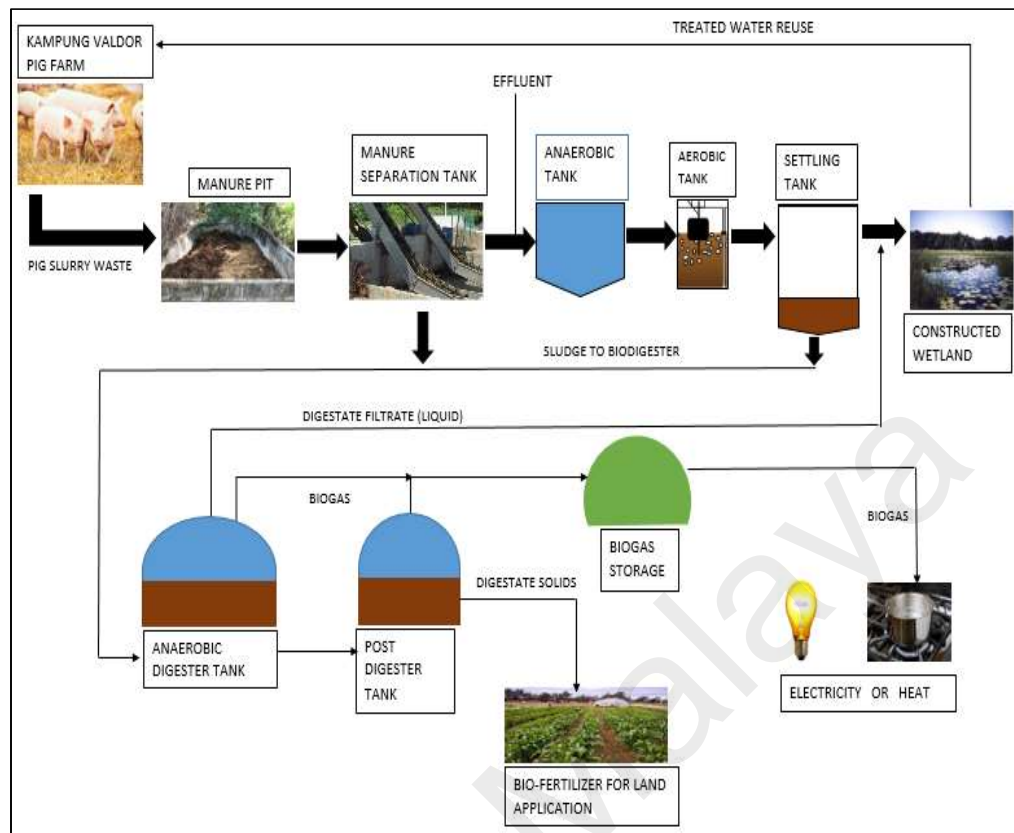 TREATED WATER REUSE
KAMPUNG VALDOR
PIG FARM
EFFLUENT
MANURE PIT
MANURE
SEPARATION TANK
ANAEROBIC
TANK
AEROBIC
TANK
SETTLING
TANK
PIG SLURRY WASTE
CONSTRUCTED
WETLAND
SLUDGE TO BIODIGESTER
DIGESTATE FILTRATE (LIQUID)
BIOGAS
BIOGAS
STORAGE
BIOGAS
DIGESTATE SOLIDS
ANAEROBIC
DIGESTER TANK
POST
DIGESTER
TANK
ELECTRICITY OR HEAT
BIO-FERTILIZER FOR LAND
APPLICATION
Malaya